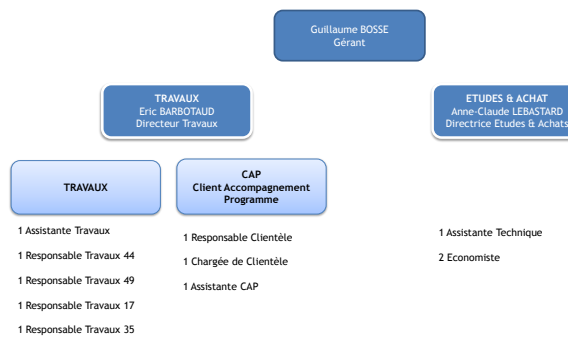 Guillaume BOSSE
Gérant
TRAVAUX
Eric BARBOTAUD
Directeur Travaux
ETUDES & ACHAT
Anne-Claude LEBASTARD
Directrice Etudes & Achats
TRAVAUX
CAP
Client Accompagnement
Programme
1 Assistante Travaux
1 Responsable Travaux 44
1 Responsable Travaux 49
1 Responsable Travaux 17
1 Responsable Travaux 35
1 Responsable Clientèle
1 Chargée de Clientèle
1 Assistante CAP
1 Assistante Technique
2 Economiste